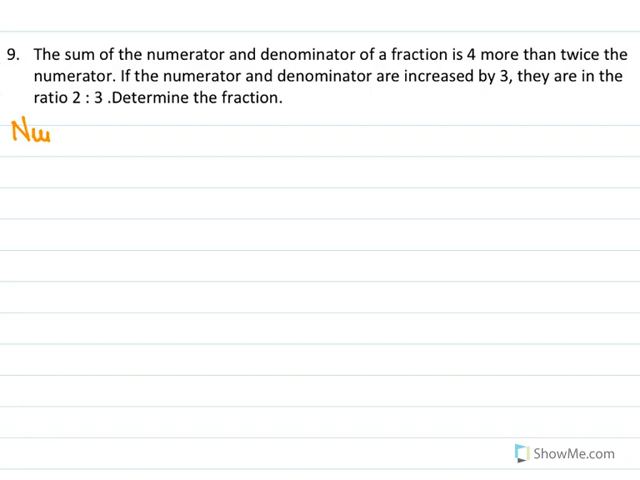 9. The sum of the numerator and denominator of a fraction is 4 more than twice the
numerator. If the numerator and denominator are increased by 3, they are in the
ratio 2 : 3 .Determine the fraction.
Nu
ShowMe.com